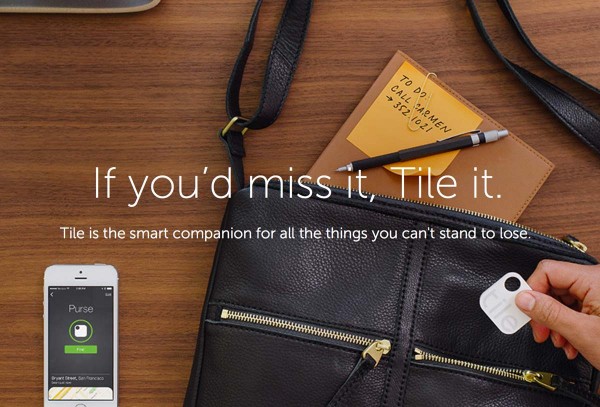 TO DO:
CALL CARMEN
→ 352.1021
If you'd miss it, Tile it.
Tile is the smart companion for all the things you can't stand to lose.
tile
Purse
Find
Bryant Street, San Francisco